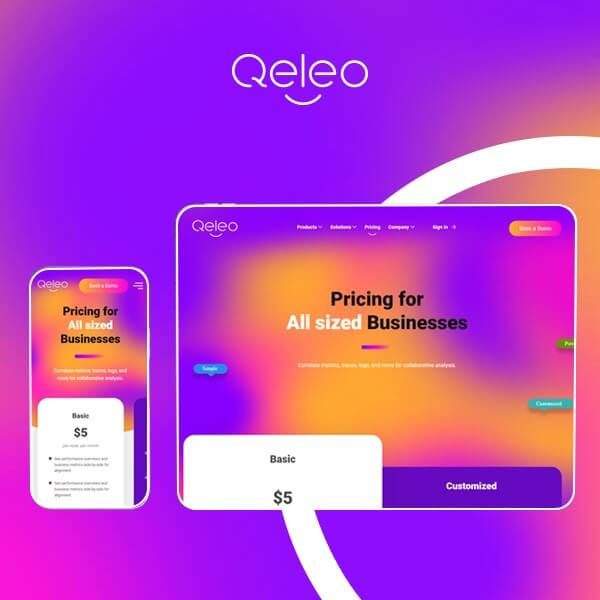 Qeleo
Qeleo
Products
Solutions
Pricing
Company
Sign in
Book a Demo
Pricing for
All sized Businesses
Correlate metrics, traces, logs, and more for collaborative analysis.
Simple
Customized
Basic
$5
Customized
Qeleo
Book a Demo
Pricing for
All sized
Businesses
Correlate metrics, traces, logs, and
more for collaborative analysis.
Basic
$5
per node, per month
See performance overviews and
business metrics side-by-side for
alignment
See performance overviews and
business metrics side-by-side for
alignment